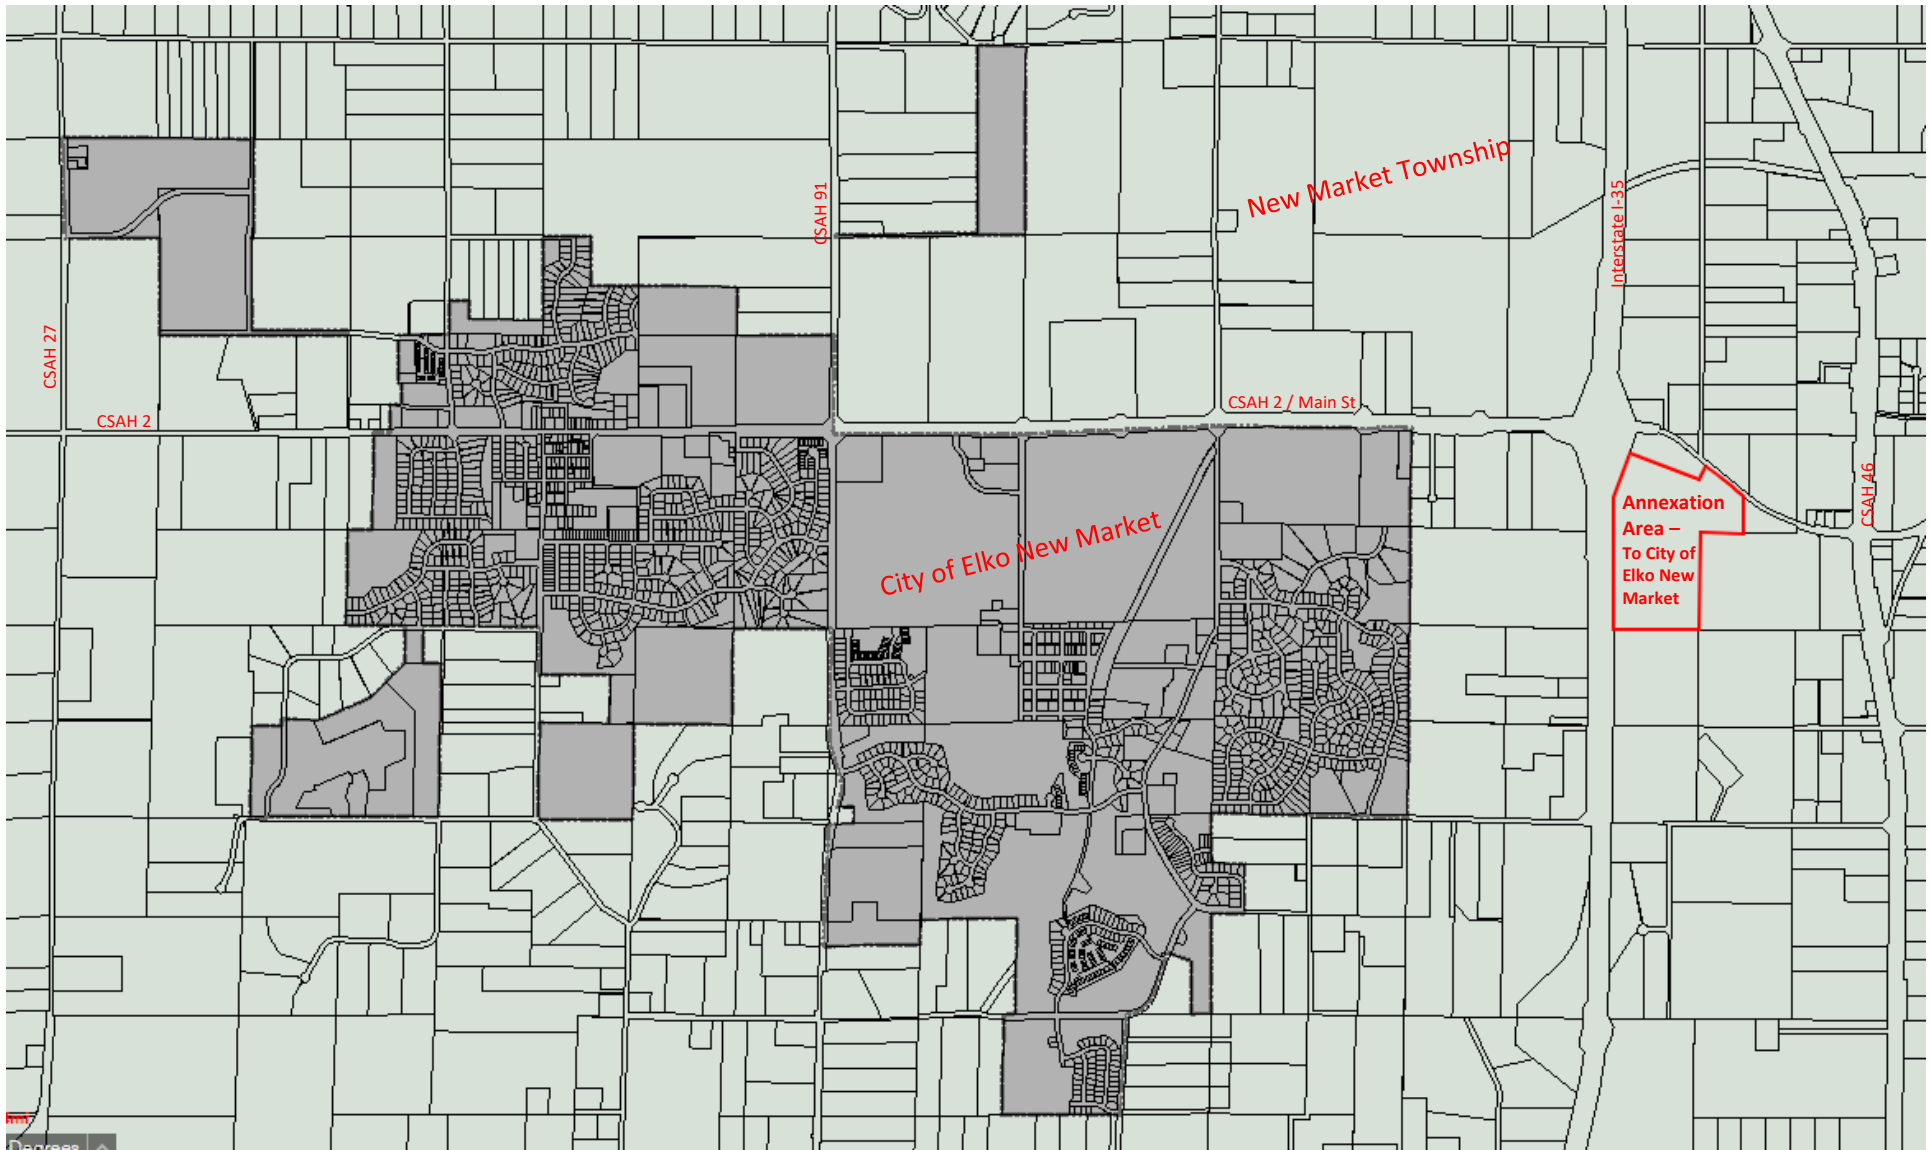 New Market Township
CSAH 91
Interstate I-35
CSAH 27
CSAH 2
CSAH 2 / Main St
CSAH 46
Annexation
Area –
To City of
Elko New
Market
City of Elko New Market
Degrees